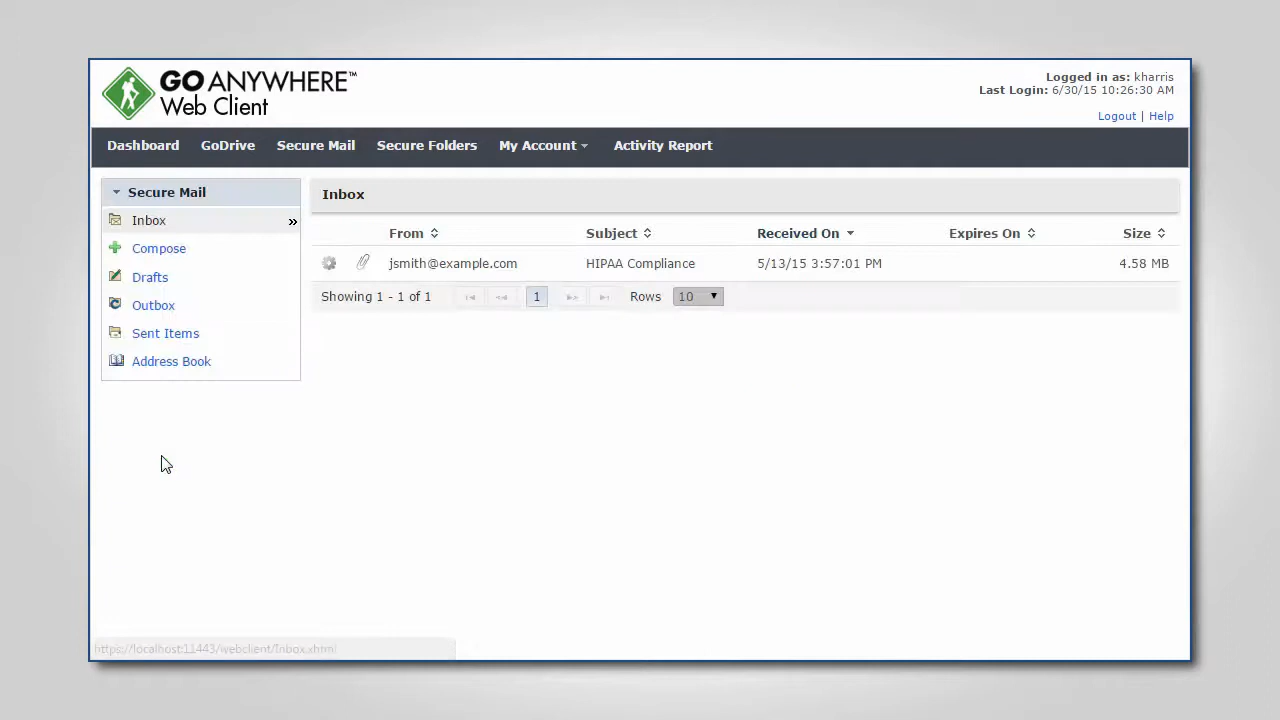 GO ANYWHERE™
Web Client
Logged in as: kharris
Last Login: 6/30/15 10:26:30 AM
Logout | Help
Dashboard GoDrive Secure Mail Secure Folders My Account Activity Report
Secure Mail
Inbox »
Compose
Drafts
Outbox
Sent Items
Address Book
Inbox
From Subject Received On Expires On Size
jsmith@example.com HIPAA Compliance 5/13/15 3:57:01 PM 4.58 MB
Showing 1 - 1 of 1 1 Rows 10
https://localhost:11443/webclient/Inbox.xhtml